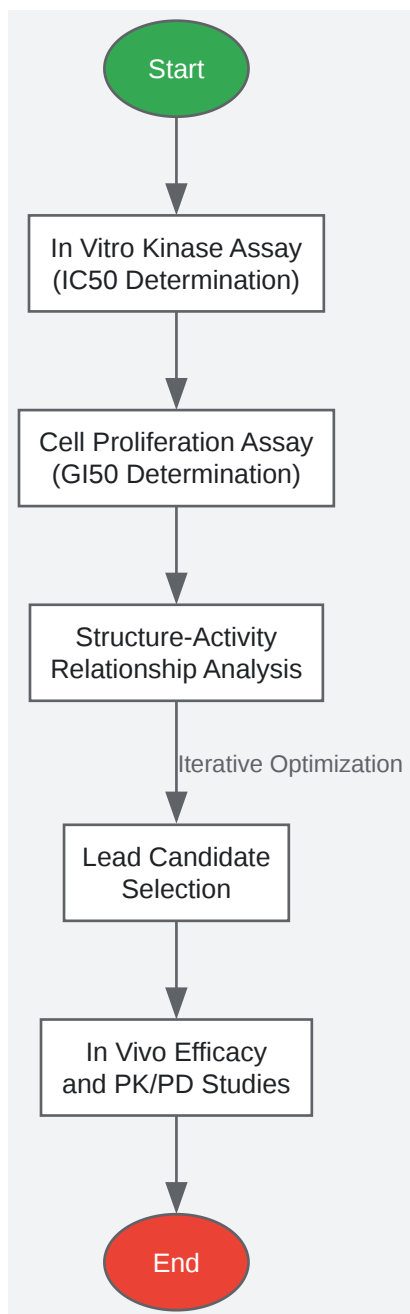 Start
In Vitro Kinase Assay
(IC50 Determination)
Cell Proliferation Assay
(GI50 Determination)
Structure-Activity
Relationship Analysis
Iterative Optimization
Lead Candidate
Selection
In Vivo Efficacy
and PK/PD Studies
End